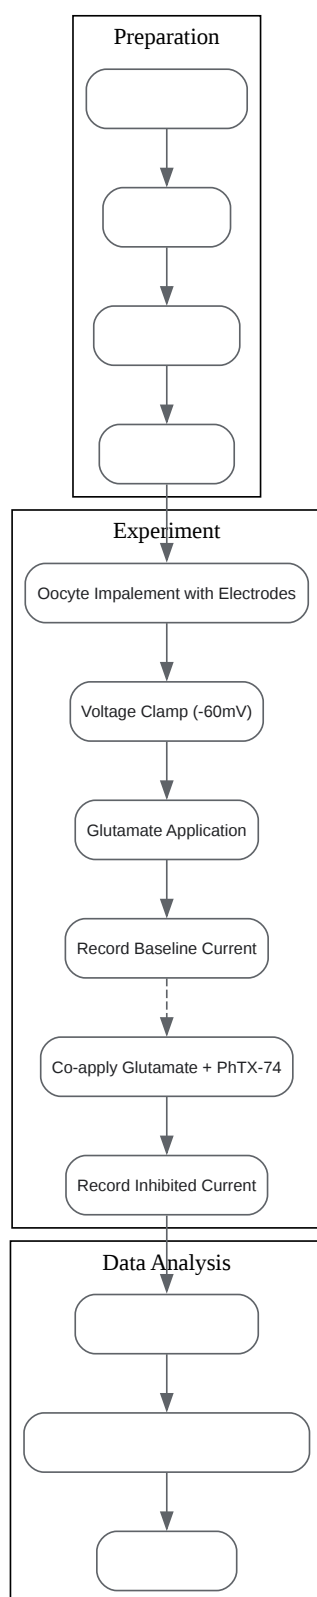 Preparation
Experiment
Oocyte Impalement with Electrodes
Voltage Clamp (-60mV)
Glutamate Application
Record Baseline Current
Co-apply Glutamate + PhTX-74
Record Inhibited Current
Data Analysis